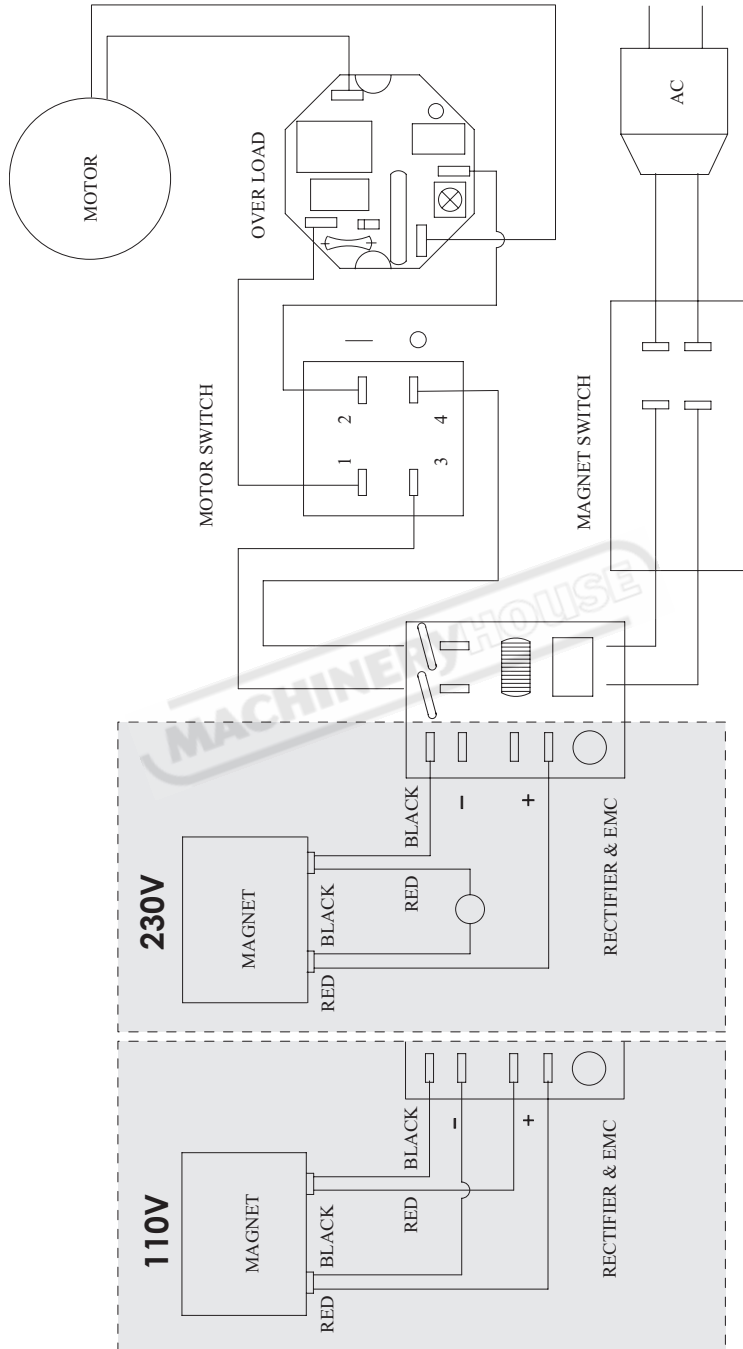 MOTOR
OVER LOAD
AC
MOTOR SWITCH
1
2
3
4
MAGNET SWITCH
MACHINERYHOUSE
230V
MAGNET
RED
BLACK
RED
BLACK
−
+
RECTIFIER & EMC
110V
MAGNET
RED
BLACK
RED
BLACK
−
+
RECTIFIER & EMC